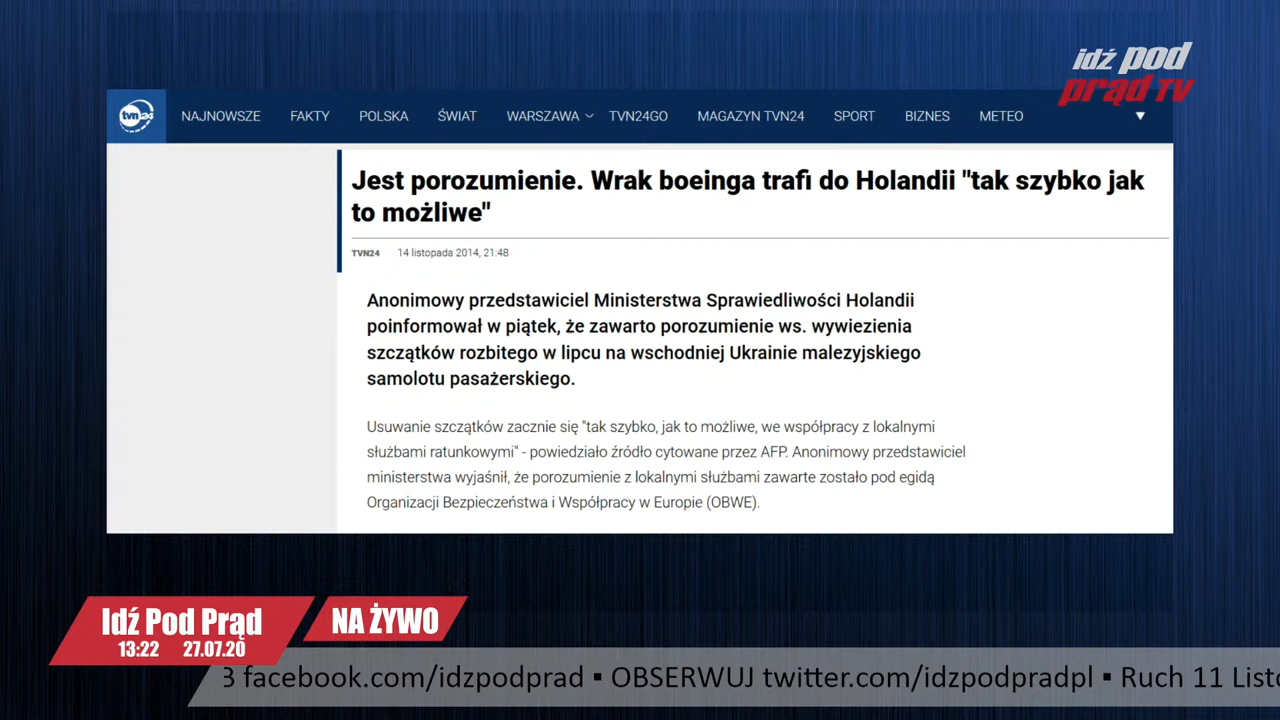 idź pod
prąd TV
tvn24 NAJNOWSZE FAKTY POLSKA ŚWIAT WARSZAWA TVN24GO MAGAZYN TVN24 SPORT BIZNES METEO
Jest porozumienie. Wrak boeinga trafi do Holandii "tak szybko jak
to możliwe"
TVN24 14 listopada 2014, 21:48
Anonimowy przedstawiciel Ministerstwa Sprawiedliwości Holandii
poinformował w piątek, że zawarto porozumienie ws. wywiezienia
szczątków rozbitego w lipcu na wschodniej Ukrainie malezyjskiego
samolotu pasażerskiego.
Usuwanie szczątków zacznie się "tak szybko, jak to możliwe, we współpracy z lokalnymi
służbami ratunkowymi" - powiedziało źródło cytowane przez AFP. Anonimowy przedstawiciel
ministerstwa wyjaśnił, że porozumienie z lokalnymi służbami zawarte zostało pod egidą
Organizacji Bezpieczeństwa i Współpracy w Europie (OBWE).
Idź Pod Prąd NA ŻYWO
13:22 27.07.20
3 facebook.com/idzpodprad ▪ OBSERWUJ twitter.com/idzpodpradpl ▪ Ruch 11 Listo